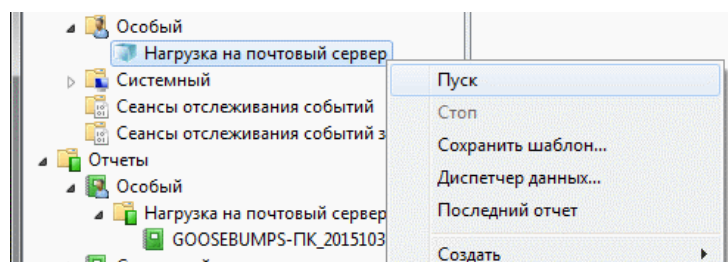 Особый
Нагрузка на почтовый сервер
Системный
Сеансы отслеживания событий
Сеансы отслеживания событий з
Отчеты
Особый
Нагрузка на почтовый сервер
GOOSEBUMPS-ПК_2015103
Пуск
Стоп
Сохранить шаблон...
Диспетчер данных...
Последний отчет
Создать